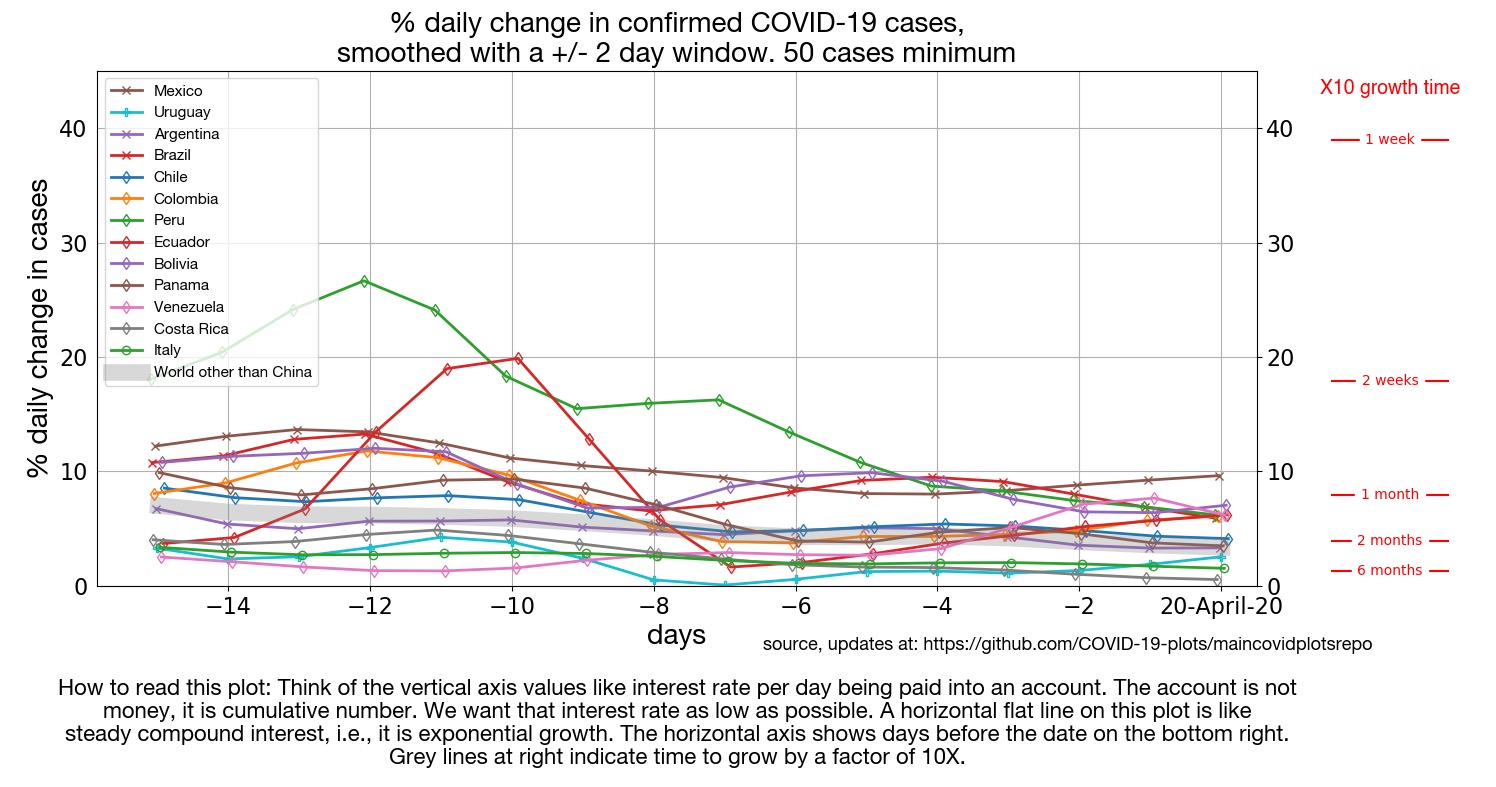 % daily change in confirmed COVID-19 cases,
smoothed with a +/- 2 day window. 50 cases minimum
X10 growth time
Mexico
Uruguay
Argentina
Brazil
Chile
Colombia
Peru
Ecuador
Bolivia
Panama
Venezuela
Costa Rica
Italy
World other than China
% daily change in cases
40
30
20
10
0
40
30
20
10
0
1 week
2 weeks
1 month
2 months
6 months
−14 −12 −10 −8 −6 −4 −2 20-April-20
days
source, updates at: https://github.com/COVID-19-plots/maincovidplotsrepo
How to read this plot: Think of the vertical axis values like interest rate per day being paid into an account. The account is not
money, it is cumulative number. We want that interest rate as low as possible. A horizontal flat line on this plot is like
steady compound interest, i.e., it is exponential growth. The horizontal axis shows days before the date on the bottom right.
Grey lines at right indicate time to grow by a factor of 10X.